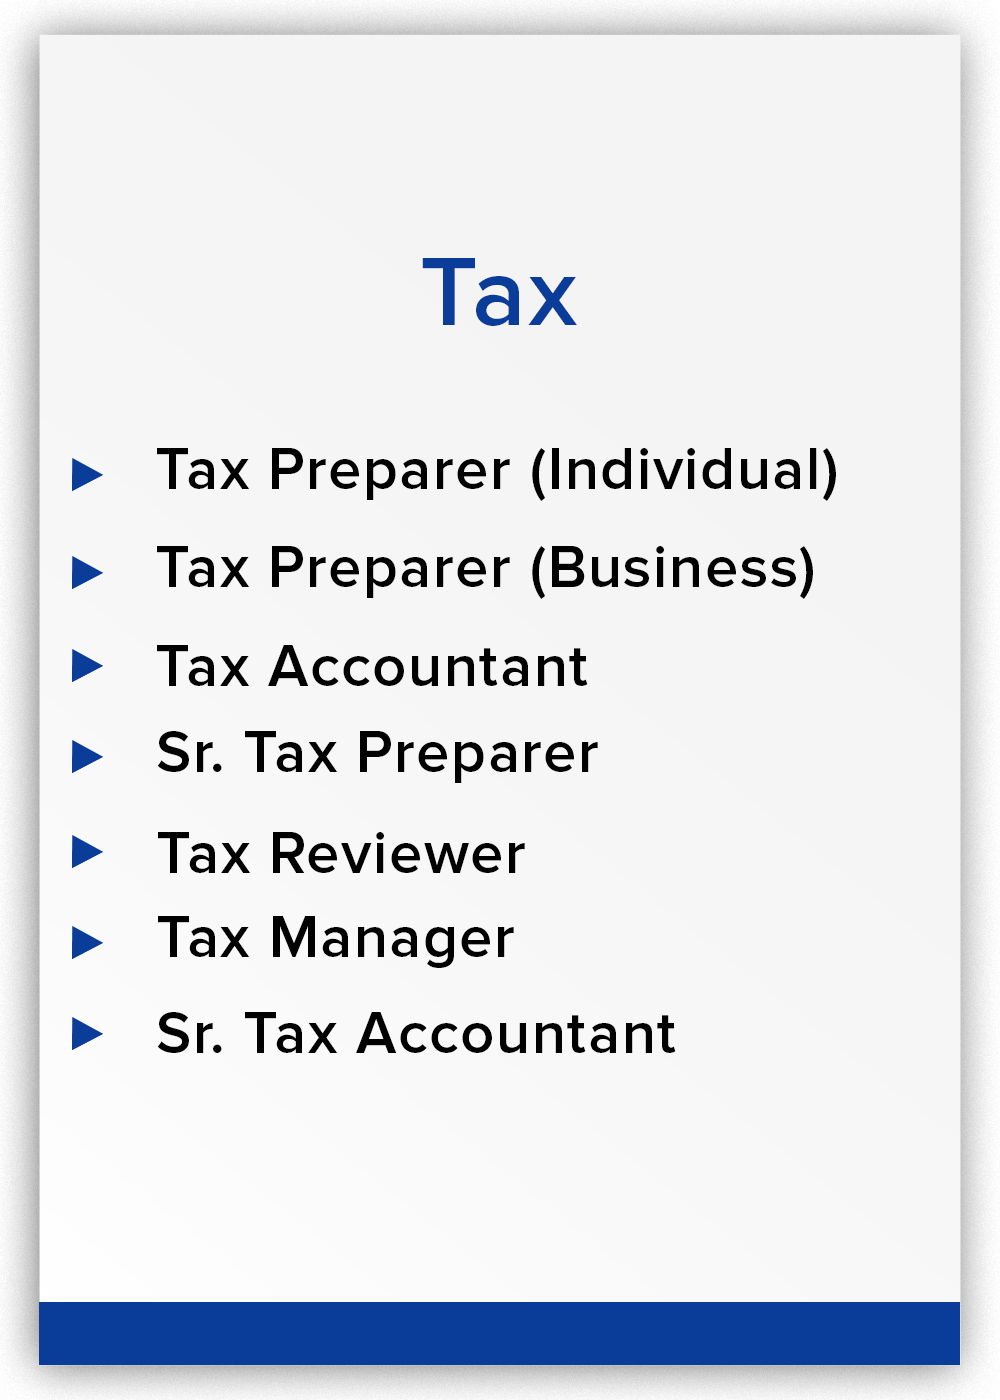 Tax
Tax Preparer (Individual)
Tax Preparer (Business)
Tax Accountant
Sr. Tax Preparer
Tax Reviewer
Tax Manager
Sr. Tax Accountant